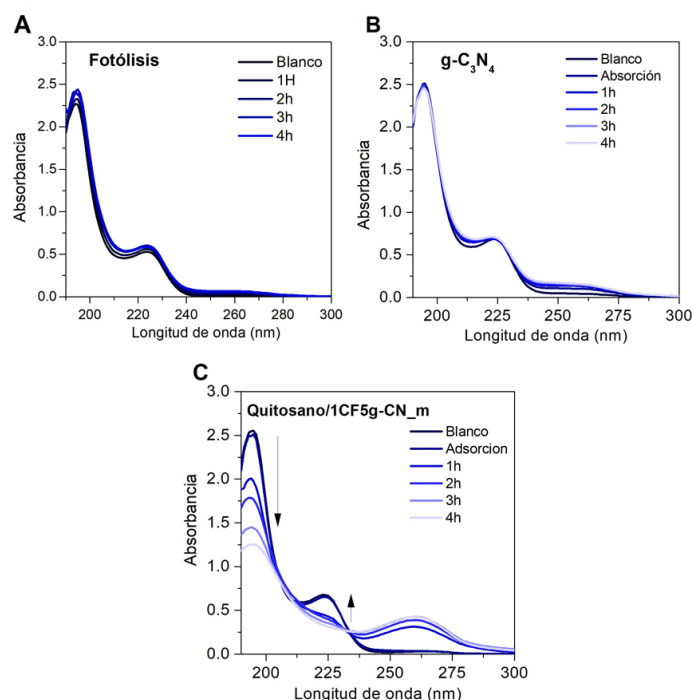 A
Fotólisis
Blanco
1H
2h
3h
4h
3.0
2.5
2.0
1.5
1.0
0.5
0.0
Absorbancia
200 220 240 260 280 300
Longitud de onda (nm)
B
g-C3N4
Blanco
Absorción
1h
2h
3h
4h
3.0
2.5
2.0
1.5
1.0
0.5
0.0
Absorbancia
200 225 250 275 300
Longitud de onda (nm)
C
Quitosano/1CF5g-CN_m
Blanco
Adsorcion
1h
2h
3h
4h
3.0
2.5
2.0
1.5
1.0
0.5
0.0
Absorbancia
200 225 250 275 300
Longitud de onda (nm)